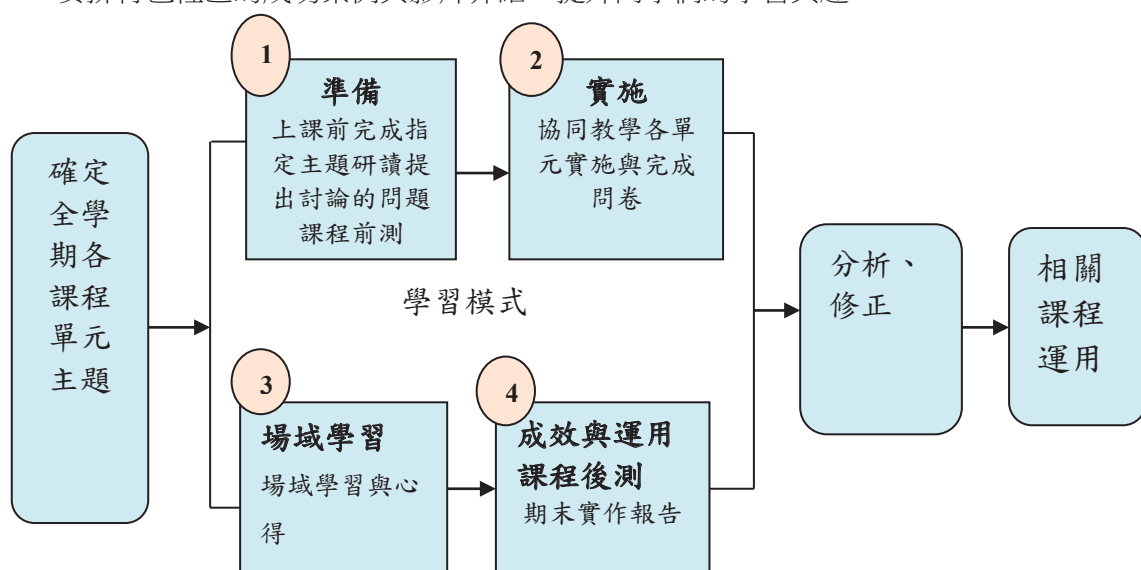 1
準備
上課前完成指
定主題研讀提
出討論的問題
課程前測
2
實施
協同教學各單
元實施與完成
問卷
確定
全學
期各
課程
單元
主題
學習模式
3
場域學習
場域學習與心
得
4
成效與運用
課程後測
期末實作報告
分析、
修正
相關
課程
運用